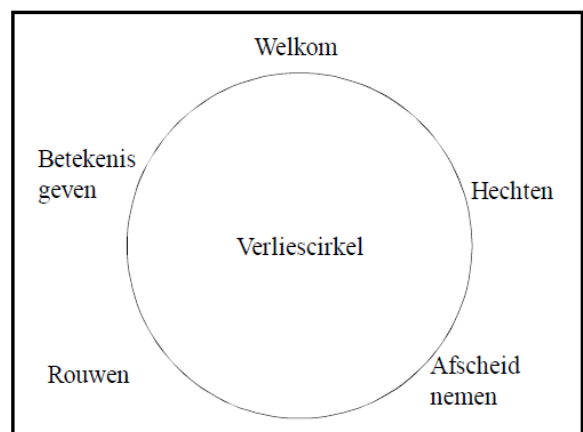 Welkom
Betekenis
geven
Hechten
Verliescirkel
Rouwen
Afscheid
nemen